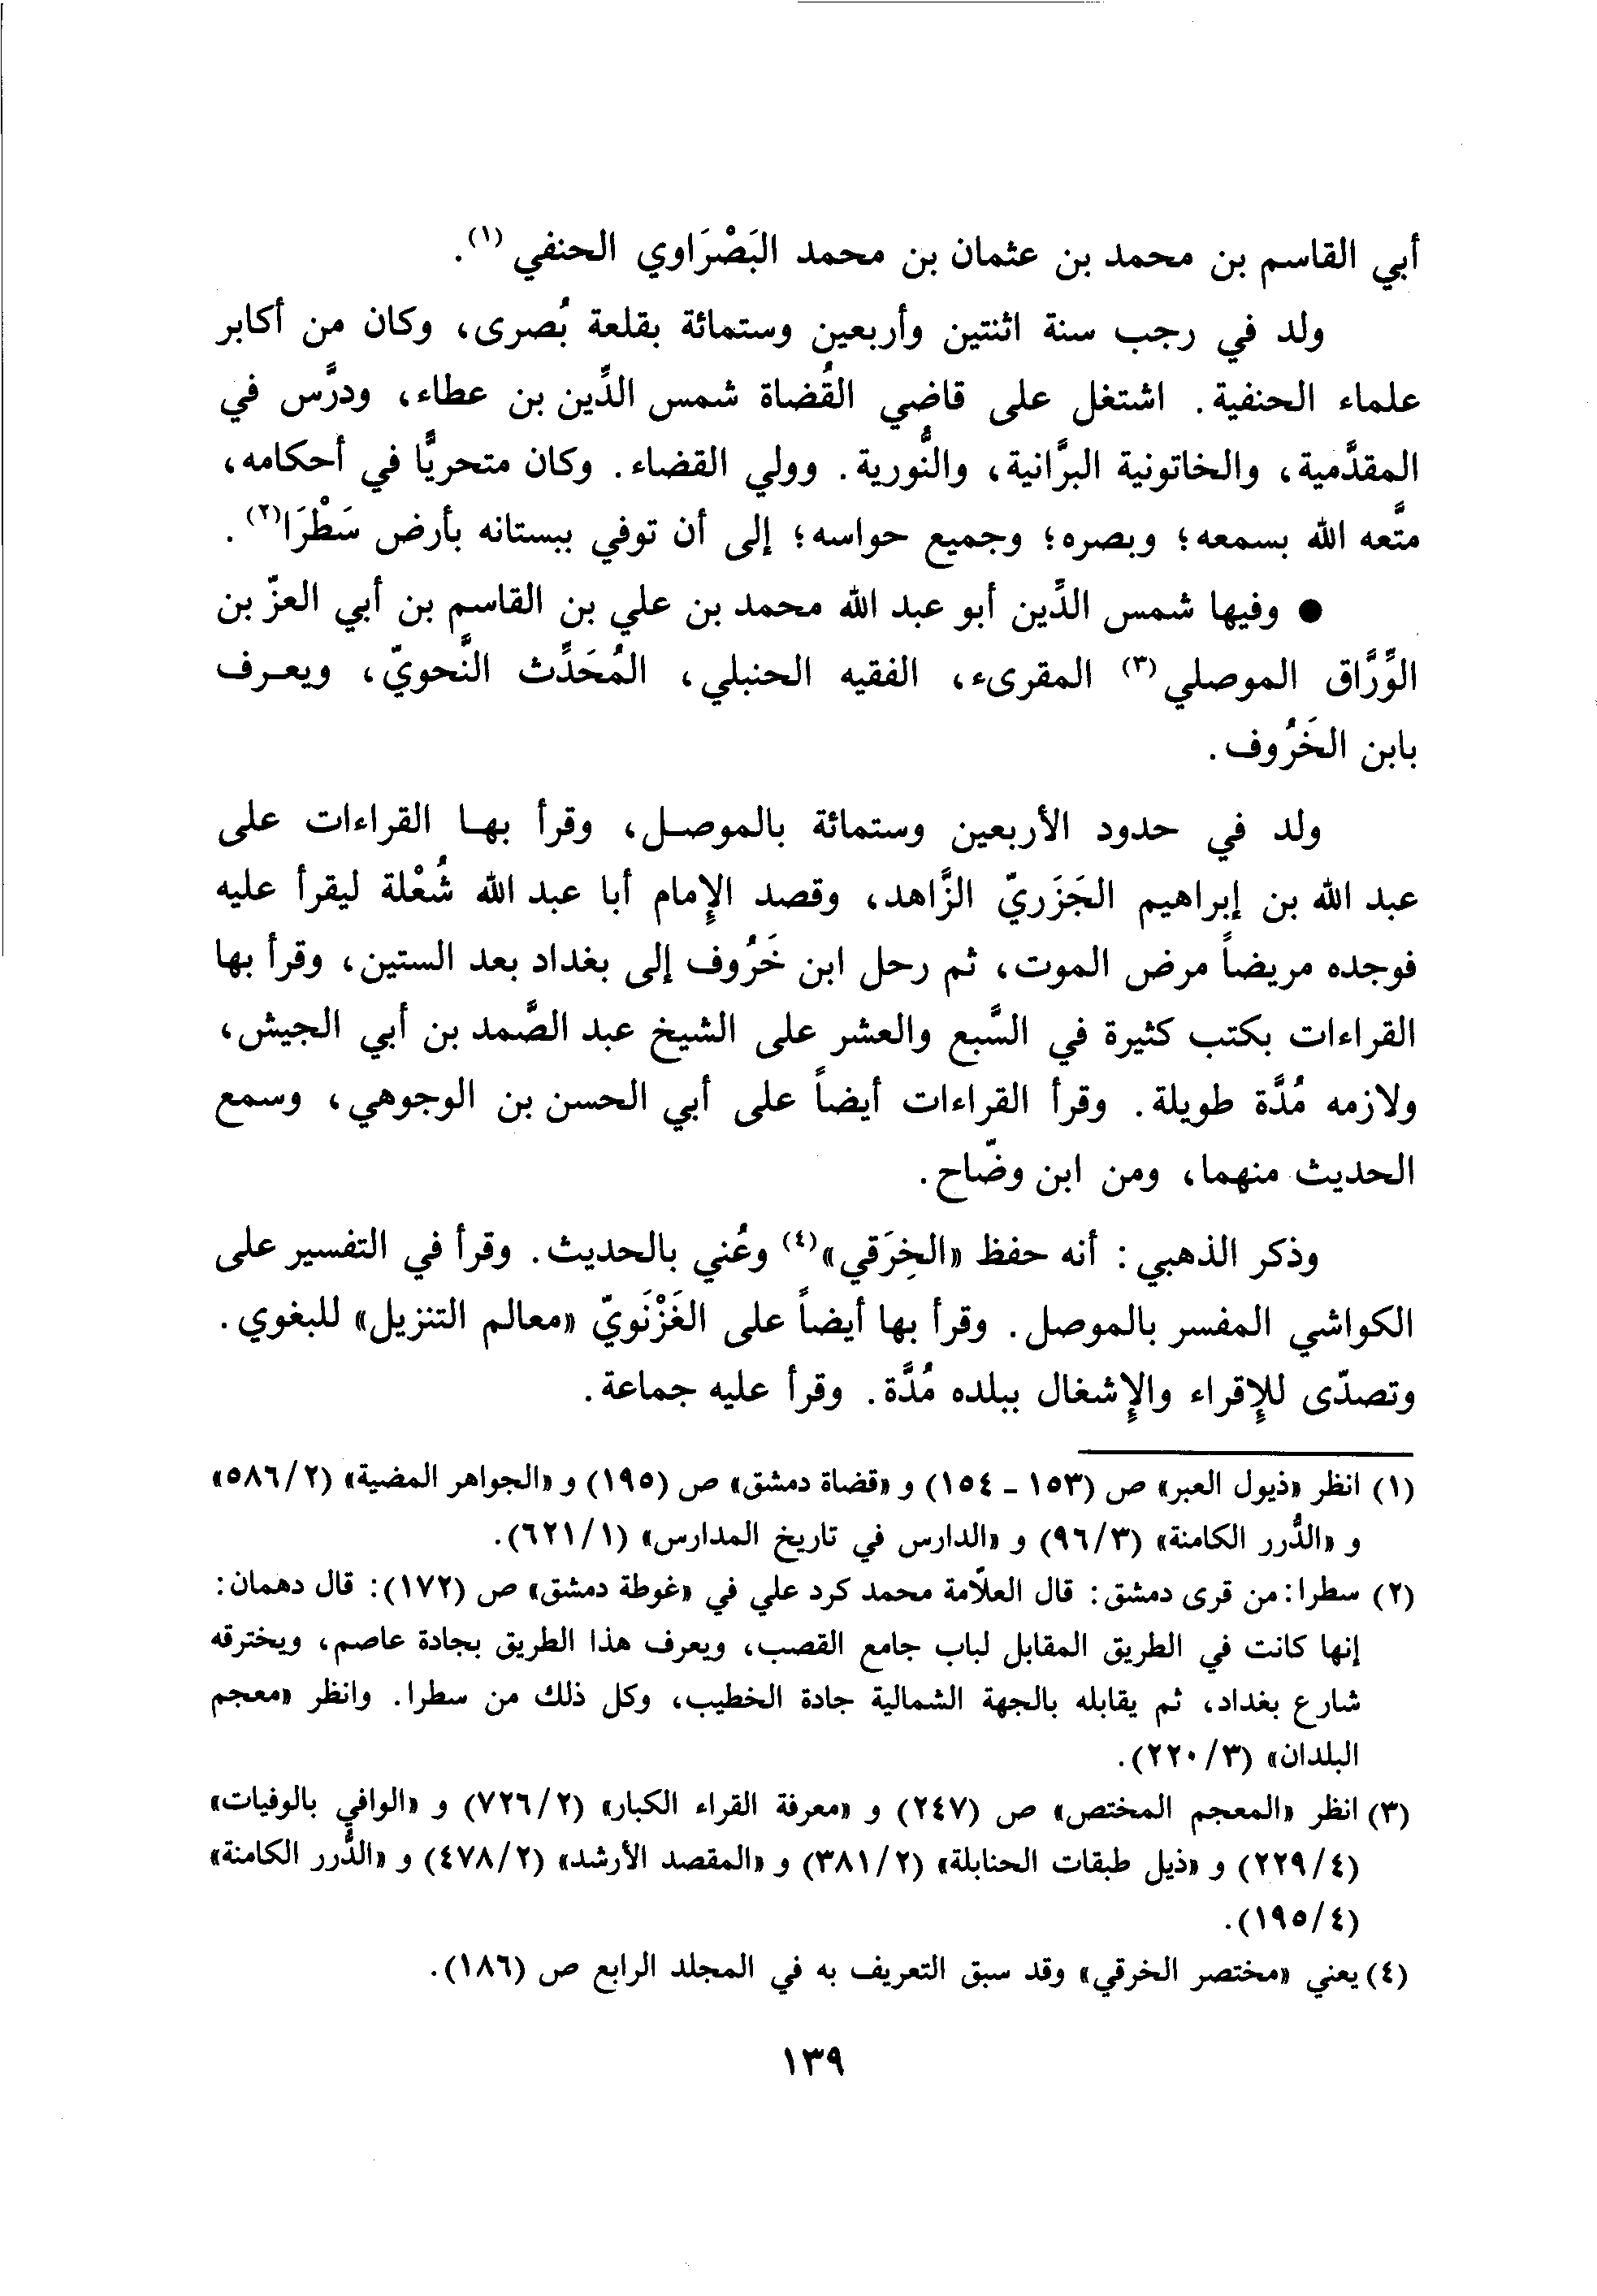 أبي القاسم بن محمد بن عثمان بن محمد البَصْرَاوي الحنفي (١).
ولد في رجب سنة اثنتين وأربعين وستمائة بقلعة بُصرى، وكان من أكابر
علماء الحنفية. اشتغل على قاضي القُضاة شمس الدِّين بن عطاء، ودرَّس في
المقدَّمية، والخاتونية البرَّانية، والنُّورية. وولي القضاء. وكان متحريًّا في أحكامه،
متَّعه الله بسمعه؛ وبصره؛ وجميع حواسه؛ إلى أن توفي ببستانه بأرض سَطْرَا(٢).
● وفيها شمس الدِّين أبو عبد الله محمد بن علي بن القاسم بن أبي العزّ بن
الوِّرَّاق الموصلي(٣) المقرىء، الفقيه الحنبلي، المُحَدِّث النَّحويّ، ويعرف
بابن الخَرُوف.
ولد في حدود الأربعين وستمائة بالموصل، وقرأ بها القراءات على
عبد الله بن إبراهيم الجَزَريّ الزَّاهد، وقصد الإمام أبا عبد الله شُعْلة ليقرأ عليه
فوجده مريضاً مرض الموت، ثم رحل ابن خَرُوف إلى بغداد بعد الستين، وقرأ بها
القراءات بكتب كثيرة في السَّبع والعشر على الشيخ عبد الصَّمد بن أبي الجيش،
ولازمه مُدَّة طويلة. وقرأ القراءات أيضاً على أبي الحسن بن الوجوهي، وسمع
الحديث منهما، ومن ابن وضّاح.
وذكر الذهبي: أنه حفظ «الخِرَقي»(٤) وعُني بالحديث. وقرأ في التفسير على
الكواشي المفسر بالموصل. وقرأ بها أيضاً على الغَزْنَويّ «معالم التنزيل» للبغوي.
وتصدّى للإقراء والإشغال ببلده مُدَّة. وقرأ عليه جماعة.
(١) انظر «ذيول العبر» ص (١٥٣ - ١٥٤) و «قضاة دمشق» ص (١٩٥) و «الجواهر المضية» (٥٨٦/٢»
و «الدُّرر الكامنة» (٩٦/٣) و «الدارس في تاريخ المدارس» (٦٢١/١).
(٢) سطرا: من قرى دمشق: قال العلاّمة محمد كرد علي في «غوطة دمشق» ص (١٧٢): قال دهمان:
إنها كانت في الطريق المقابل لباب جامع القصب، ويعرف هذا الطريق بجادة عاصم، ويخترقه
شارع بغداد، ثم يقابله بالجهة الشمالية جادة الخطيب، وكل ذلك من سطرا. وانظر «معجم
البلدان» (٢٢٠/٣).
(٣) انظر «المعجم المختص» ص (٢٤٧) و «معرفة القراء الكبار» (٧٢٦/٢) و «الوافي بالوفيات»
(٢٢٩/٤) و «ذيل طبقات الحنابلة» (٣٨١/٢) و «المقصد الأرشد» (٤٧٨/٢) و «الدُّرر الكامنة»
(١٩٥/٤).
(٤) يعني «مختصر الخرقي» وقد سبق التعريف به في المجلد الرابع ص (١٨٦).
١٣٩